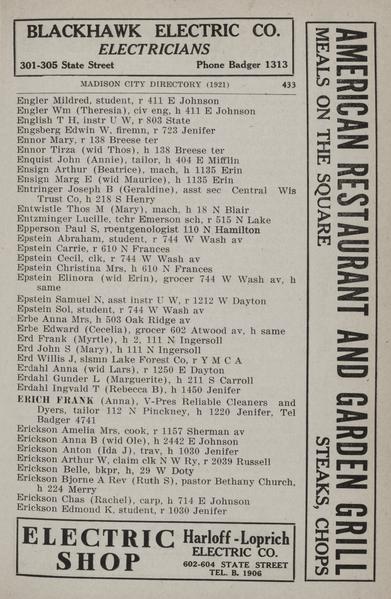 BLACKHAWK ELECTRIC CO.
ELECTRICIANS
301-305 State Street Phone Badger 1313
MADISON CITY DIRECTORY (1921) 433
Engler Mildred, student, r 411 E Johnson
Engler Wm (Theresia), civ eng, h 411 E Johnson
English T H, instr U W, r 803 State
Engsberg Edwin W, firemn, r 723 Jenifer
Ennor Mary, r 138 Breese ter
Ennor Tirza (wid Thos), h 138 Breese ter
Enquist John (Annie), tailor, h 404 E Mifflin
Ensign Arthur (Beatrice), mach, h 1135 Erin
Ensign Marg E (wid Maurice), h 1135 Erin
Entringer Joseph B (Geraldine), asst sec Central Wis
Trust Co, h 218 S Henry
Entwistle Thos M (Mary), mach, h 18 N Blair
Entzminger Lucille, tchr Emerson sch, r 515 N Lake
Epperson Paul S, roentgenologist 110 N Hamilton
Epstein Abraham, student, r 744 W Wash av
Epstein Carrie, r 610 N Frances
Epstein Cecil, clk, r 744 W Wash av
Epstein Christina Mrs, h 610 N Frances
Epstein Elinora (wid Erin), grocer 744 W Wash av, h
same
Epstein Samuel N, asst instr U W, r 1212 W Dayton
Epstein Sol, student, r 744 W Wash av
Erbe Anna Mrs, h 503 Oak Ridge av
Erbe Edward (Cecelia), grocer 602 Atwood av, h same
Erd Frank (Myrtle), h 2, 111 N Ingersoll
Erd John S (Mary), h 111 N Ingersoll
Erd Willis J, slsmn Lake Forest Co, r Y M C A
Erdahl Anna (wid Lars), r 1250 E Dayton
Erdahl Gunder L (Marguerite), h 211 S Carroll
Erdahl Ingvald T (Rebecca B), h 1450 Jenifer
ERICH FRANK (Anna), V-Pres Reliable Cleaners and
Dyers, tailor 112 N Pinckney, h 1220 Jenifer, Tel
Badger 4741
Erickson Amelia Mrs, cook, r 1157 Sherman av
Erickson Anna B (wid Ole), h 2442 E Johnson
Erickson Anton (Ida J), trav, h 1030 Jenifer
Erickson Arthur W, claim clk N W Ry, r 2039 Russell
Erickson Belle, bkpr, h, 29 W Doty
Erickson Bjorne A Rev (Ruth S), pastor Bethany Church,
h 224 Merry
Erickson Chas (Rachel), carp, h 714 E Johnson
Erickson Edmond K, student, r 1030 Jenifer
ELECTRIC SHOP
Harloff-Loprich
ELECTRIC CO.
602-604 STATE STREET
TEL. B. 1906
AMERICAN RESTAURANT AND GARDEN GRILL
MEALS ON THE SQUARE STEAKS, CHOPS